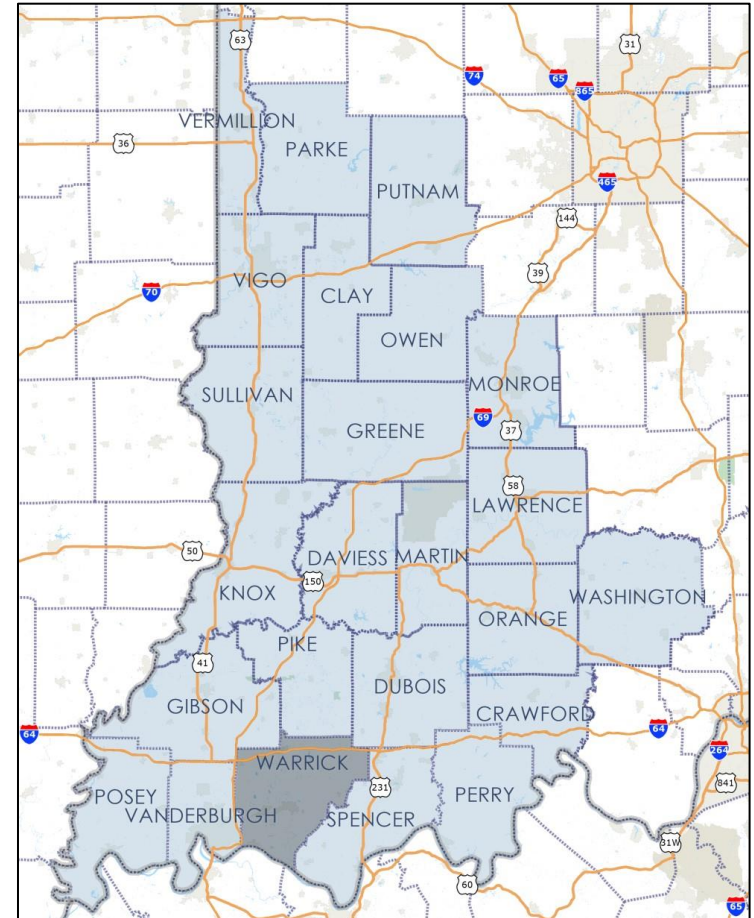 63
31
74
65
865
VERMILLION
36
PARKE
PUTNAM
465
144
39
VIGO
70
CLAY
OWEN
SULLIVAN
MONROE
69
GREENE
37
58
LAWRENCE
50
DAVIESS
MARTIN
150
KNOX
WASHINGTON
ORANGE
PIKE
41
DUBOIS
GIBSON
CRAWFORD
64
64
264
WARRICK
231
841
POSEY
PERRY
VANDERBURGH
SPENCER
31W
60
65